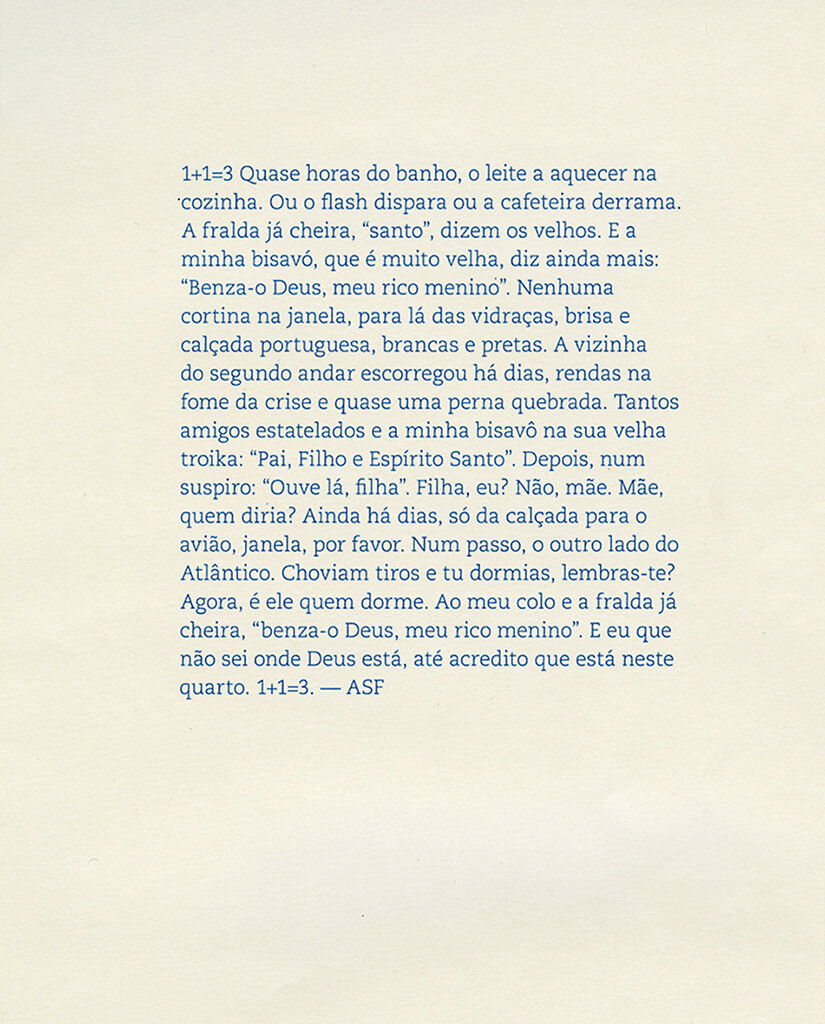 1+1=3 Quase horas do banho, o leite a aquecer na
cozinha. Ou o flash dispara ou a cafeteira derrama.
A fralda já cheira, “santo”, dizem os velhos. E a
minha bisavó, que é muito velha, diz ainda mais:
“Benza-o Deus, meu rico menino”. Nenhuma
cortina na janela, para lá das vidraças, brisa e
calçada portuguesa, brancas e pretas. A vizinha
do segundo andar escorregou há dias, rendas na
fome da crise e quase uma perna quebrada. Tantos
amigos estatelados e a minha bisavô na sua velha
troika: “Pai, Filho e Espírito Santo”. Depois, num
suspiro: “Ouve lá, filha”. Filha, eu? Não, mãe. Mãe,
quem diria? Ainda há dias, só da calçada para o
avião, janela, por favor. Num passo, o outro lado do
Atlântico. Choviam tiros e tu dormias, lembras-te?
Agora, é ele quem dorme. Ao meu colo e a fralda já
cheira, “benza-o Deus, meu rico menino”. E eu que
não sei onde Deus está, até acredito que está neste
quarto. 1+1=3. — ASF